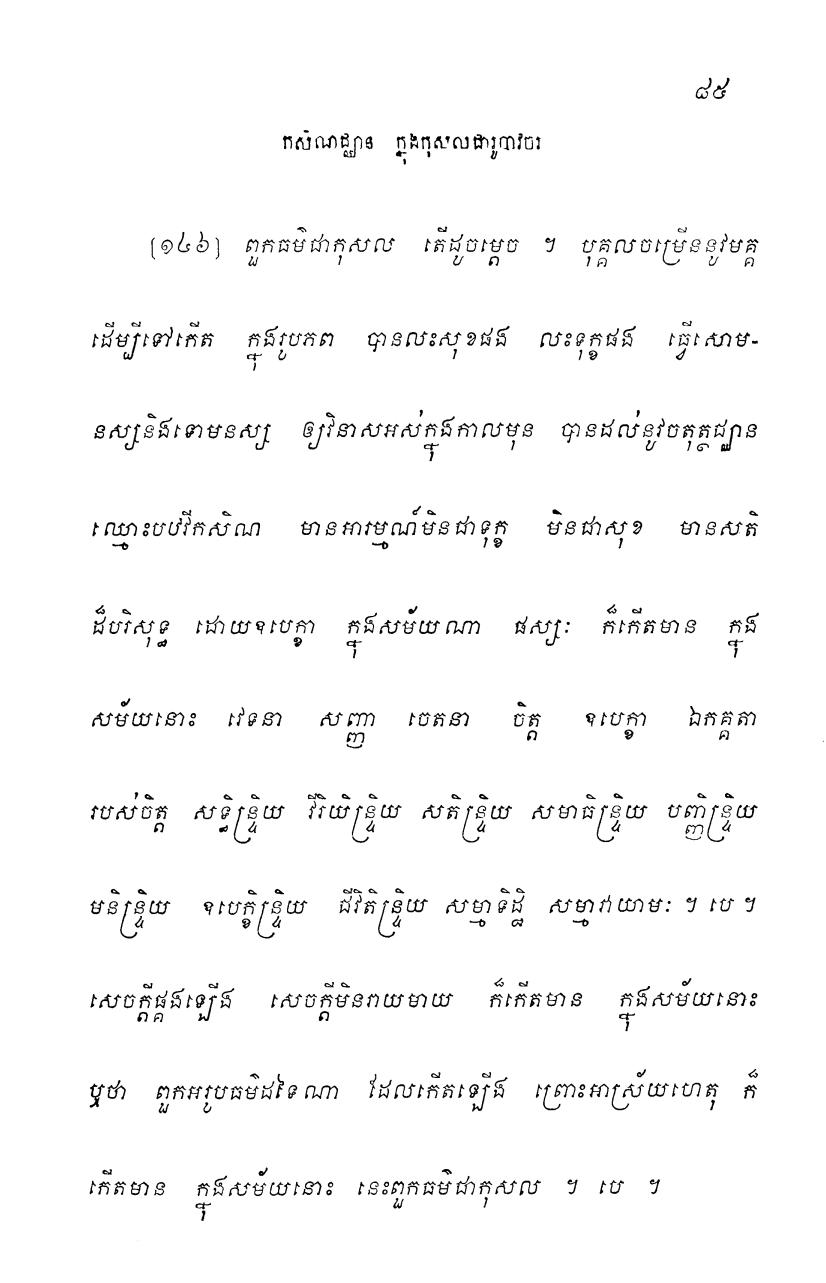 ៨៥
កសិណជ្ឈាន ក្នុងកុសលជារូបាវចរ
[១៤៦] ពួកធម៌ជាកុសល តើដូចម្តេច ។ បុគ្គលចម្រើននូវមគ្គ
ដើម្បីទៅកើត ក្នុងរូបភព បានលះសុខផង លះទុក្ខផង ធ្វើសោម-
នស្សនិងទោមនស្ស ឲ្យវិនាសអស់ក្នុងកាលមុន បានដល់នូវចតុត្ថជ្ឈាន
ឈ្មោះបឋវីកសិណ មានអារម្មណ៍មិនជាទុក្ខ មិនជាសុខ មានសតិ
ដ៏បរិសុទ្ធ ដោយឧបេក្ខា ក្នុងសម័យណា ផស្សៈ ក៏កើតមាន ក្នុង
សម័យនោះ វេទនា សញ្ញា ចេតនា ចិត្ត ឧបេក្ខា ឯកគ្គតា
របស់ចិត្ត សទ្ធិន្ទ្រិយ វីរិយិន្ទ្រិយ សតិន្ទ្រិយ សមាធិន្ទ្រិយ បញ្ញិន្ទ្រិយ
មនិន្ទ្រិយ ឧបេក្ខិន្ទ្រិយ ជីវិតិន្ទ្រិយ សម្មាទិដ្ឋិ សម្មាវាយាមៈ ។ បេ ។
សេចក្តីផ្គងឡើង សេចក្តីមិនរាយមាយ ក៏កើតមាន ក្នុងសម័យនោះ
ឬថា ពួកអរូបធម៌ដទៃណា ដែលកើតឡើង ព្រោះអាស្រ័យហេតុ ក៏
កើតមាន ក្នុងសម័យនោះ នេះពួកធម៌ជាកុសល ។ បេ ។